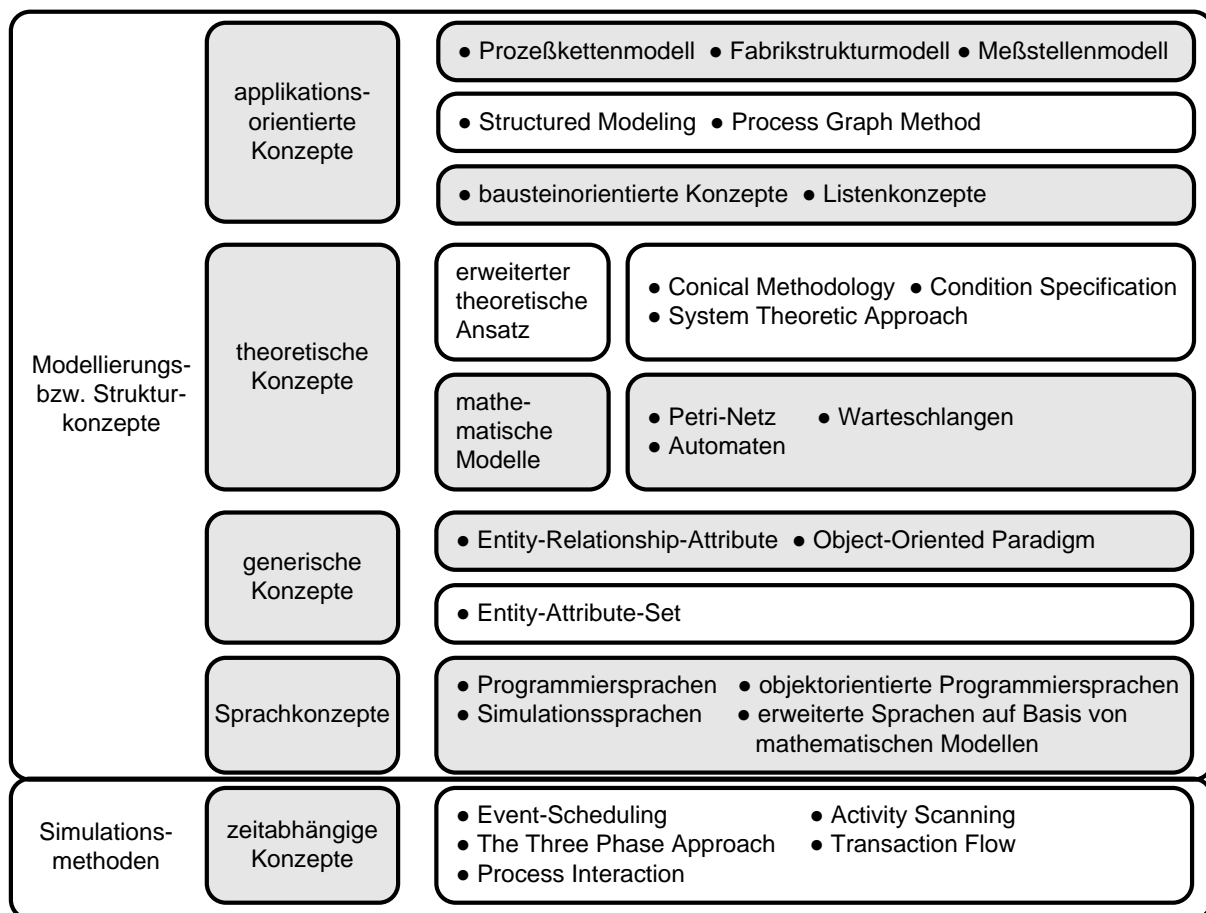 Modellierungs-
bzw. Struktur-
konzepte
applikations-
orientierte
Konzepte
● Prozeßkettenmodell ● Fabrikstrukturmodell ● Meßstellenmodell
● Structured Modeling ● Process Graph Method
● bausteinorientierte Konzepte ● Listenkonzepte
theoretische
Konzepte
erweiterter
theoretische
Ansatz
● Conical Methodology ● Condition Specification
● System Theoretic Approach
mathe-
matische
Modelle
● Petri-Netz ● Warteschlangen
● Automaten
generische
Konzepte
● Entity-Relationship-Attribute ● Object-Oriented Paradigm
● Entity-Attribute-Set
Sprachkonzepte
● Programmiersprachen ● objektorientierte Programmiersprachen
● Simulationssprachen ● erweiterte Sprachen auf Basis von
mathematischen Modellen
Simulations-
methoden
zeitabhängige
Konzepte
● Event-Scheduling ● Activity Scanning
● The Three Phase Approach ● Transaction Flow
● Process Interaction